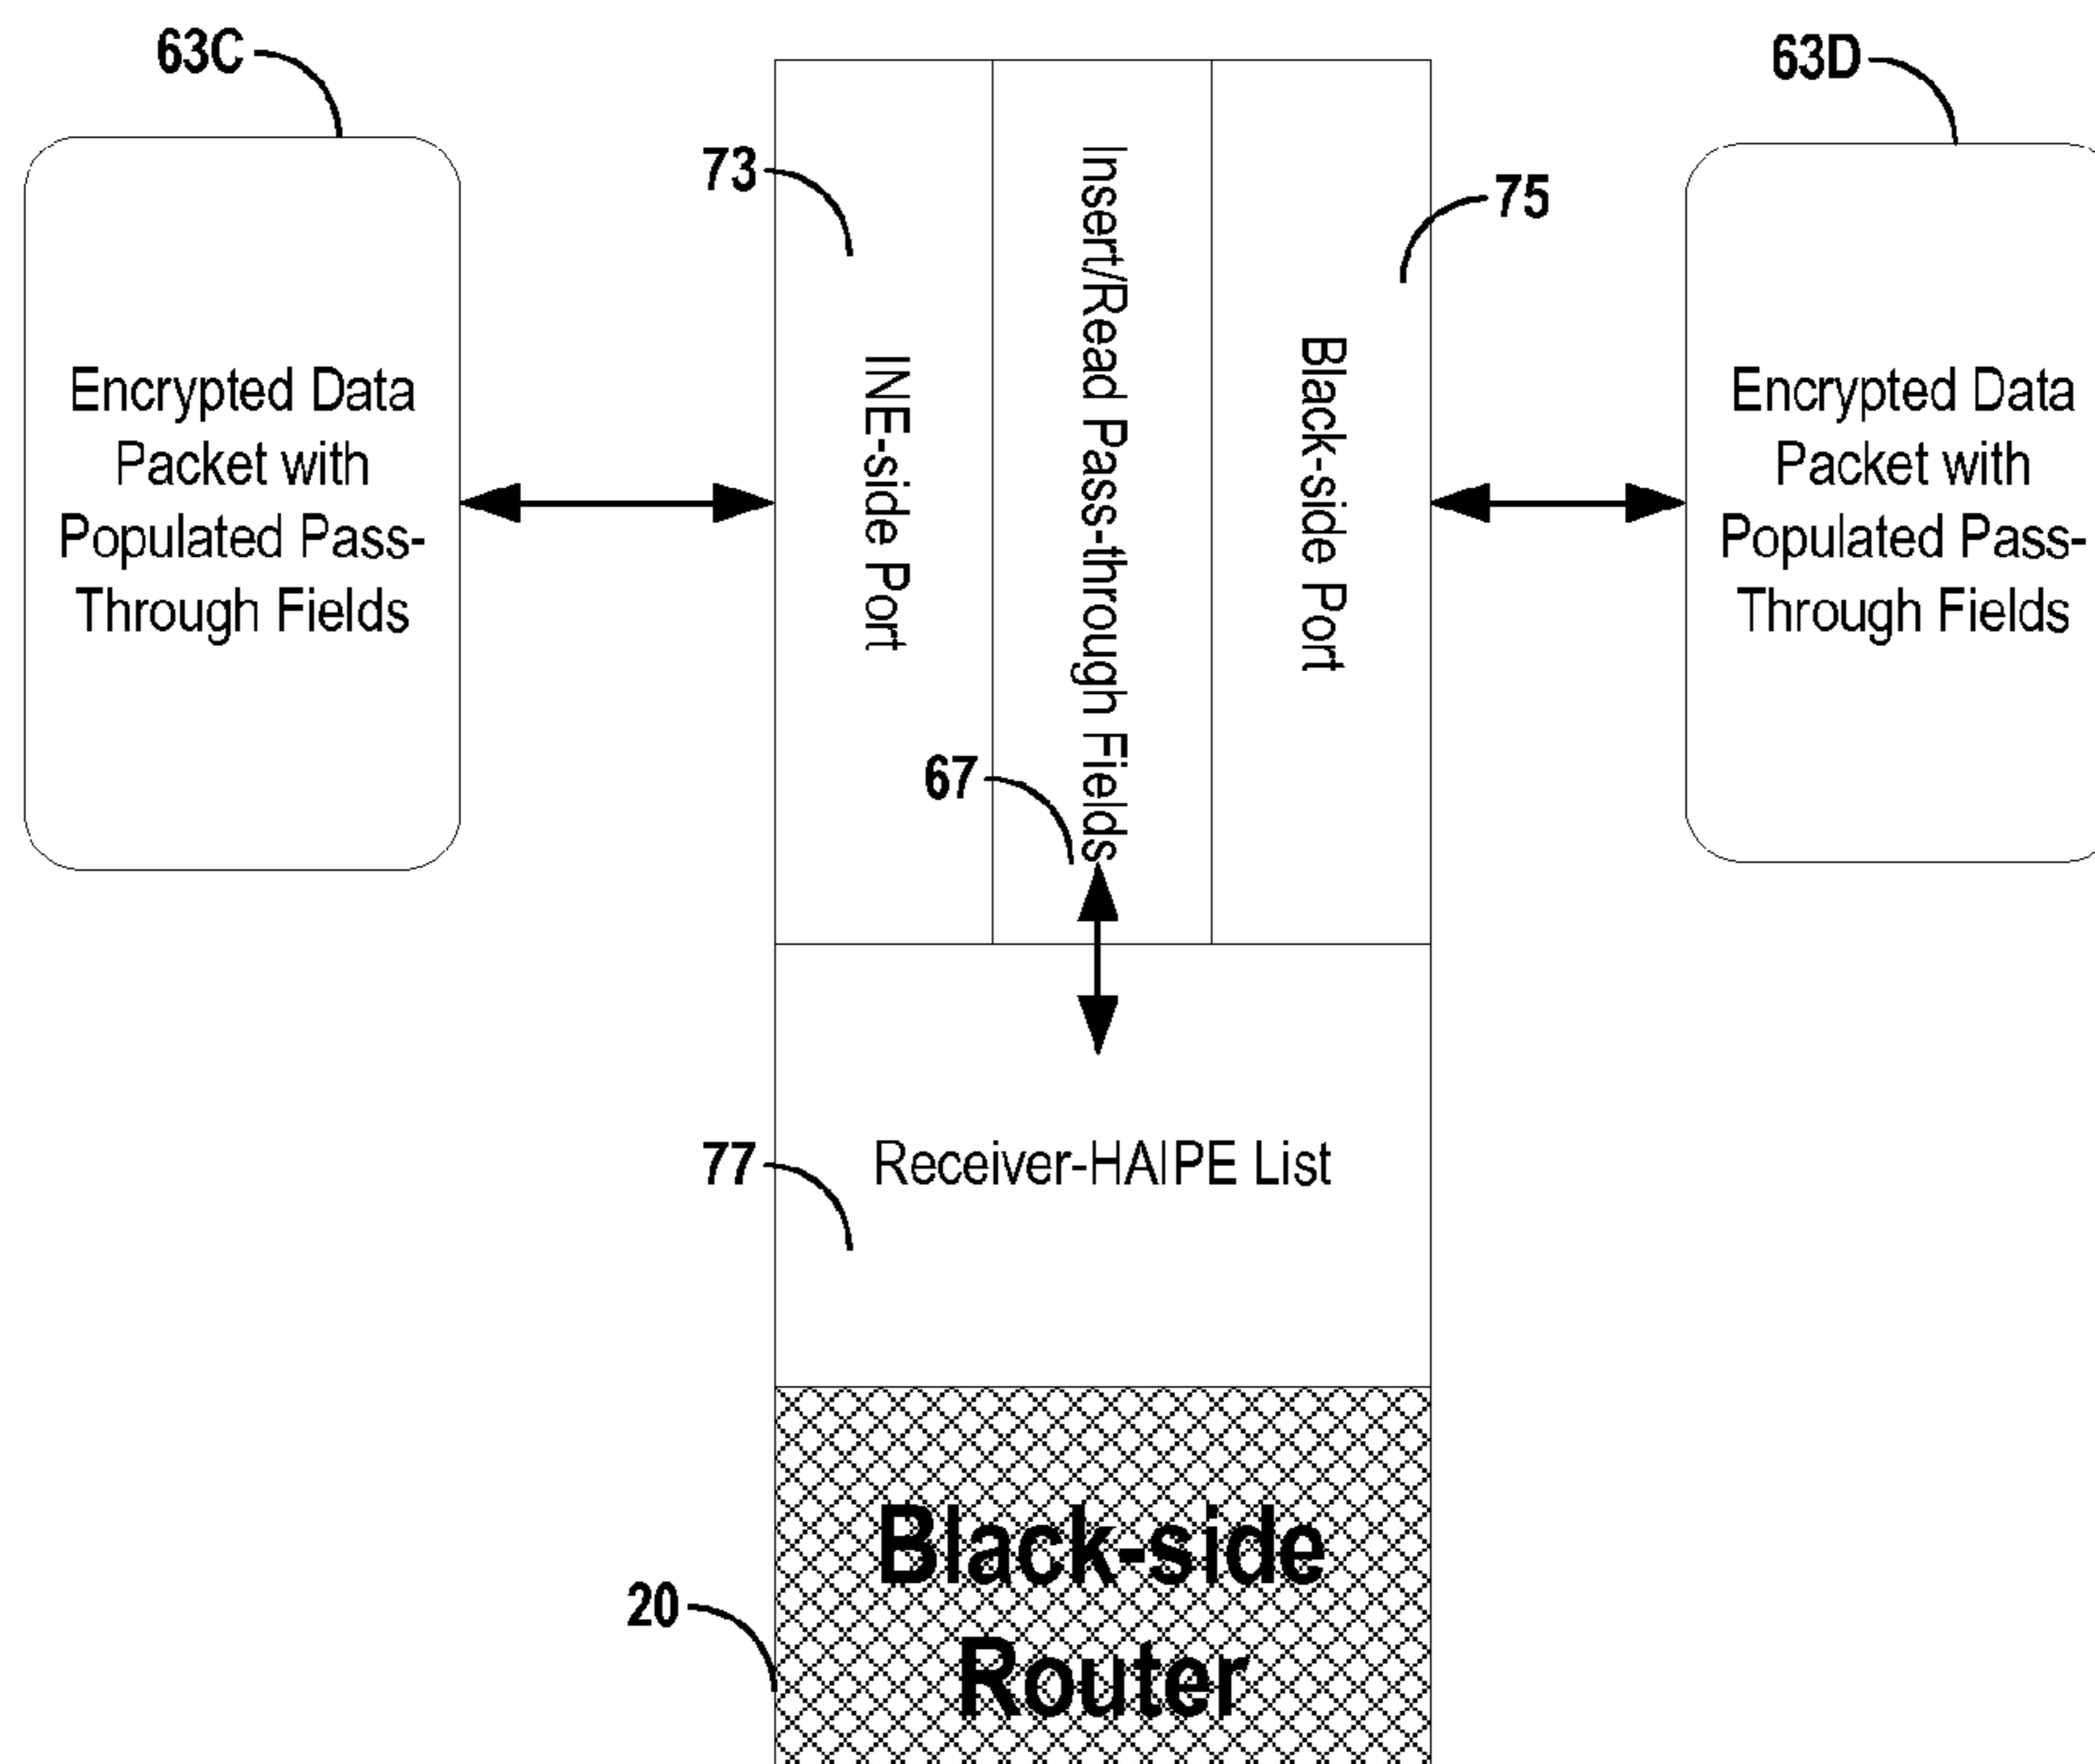 63C
63D
73
75
Encrypted Data
Packet with
Populated Pass-
Through Fields
INE-side Port
Insert/Read Pass-through Fields
Black-side Port
Encrypted Data
Packet with
Populated Pass-
Through Fields
67
77
Receiver-HAIPE List
20
Black-side
Router